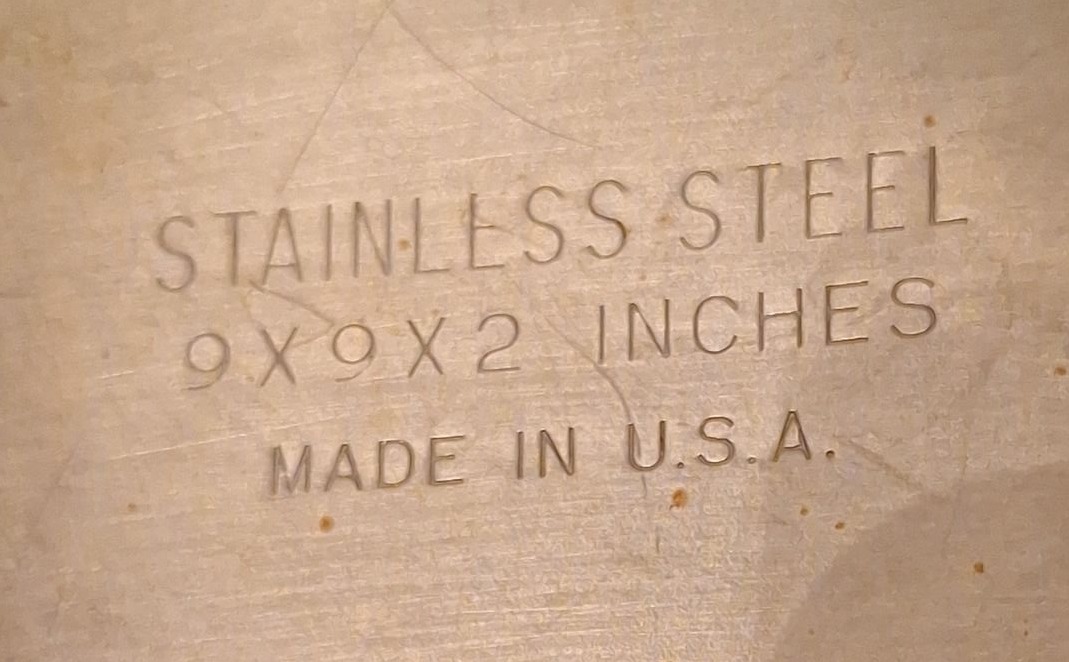 STAINLESS STEEL
9X9X2 INCHES
MADE IN U.S.A.